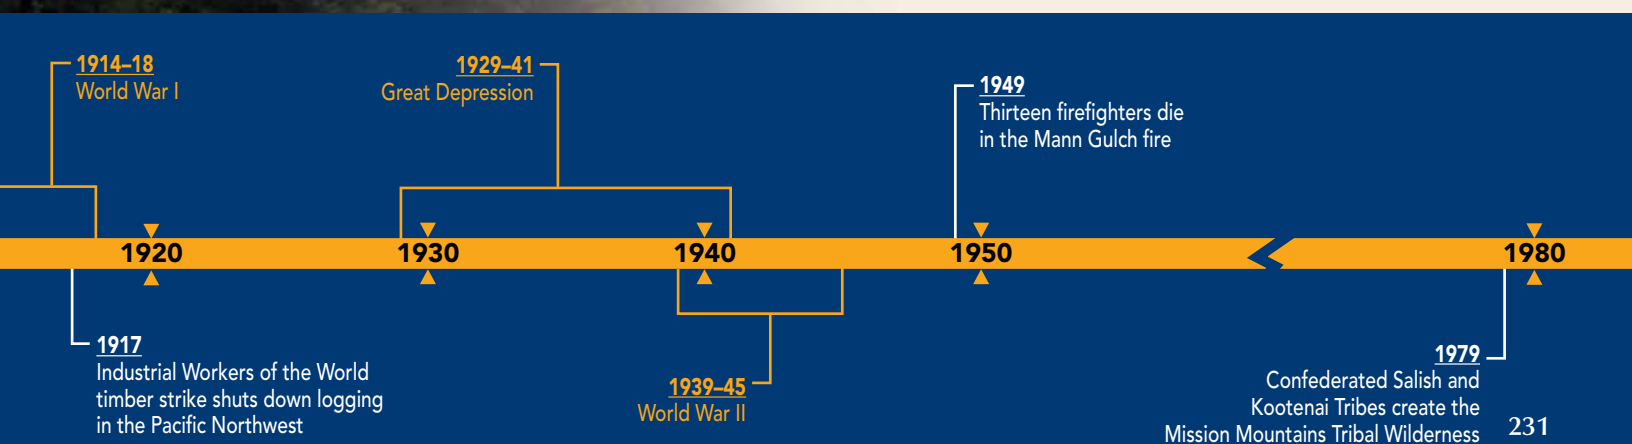 1914–18
World War I
1929–41
Great Depression
1949
Thirteen firefighters die
in the Mann Gulch fire
1920
1930
1940
1950
1980
1917
Industrial Workers of the World
timber strike shuts down logging
in the Pacific Northwest
1939–45
World War II
1979
Confederated Salish and
Kootenai Tribes create the
Mission Mountains Tribal Wilderness
231